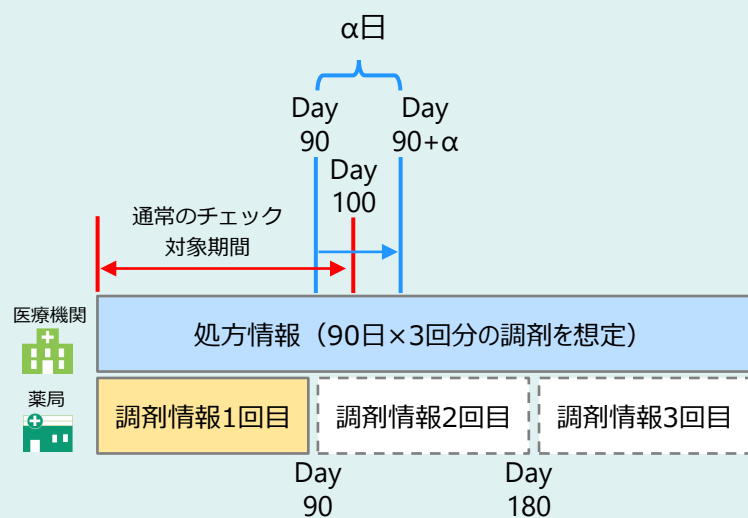 α日
Day
90
Day
90+α
Day
100
通常のチェック
対象期間
医療機関
処方情報（90日×3回分の調剤を想定）
薬局
調剤情報1回目
調剤情報2回目
調剤情報3回目
Day
90
Day
180